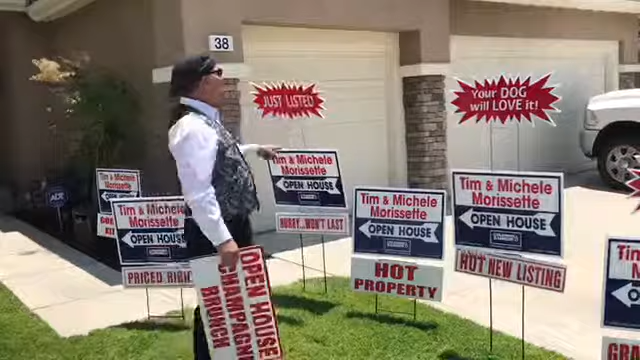 38
JUST LISTED
Your DOG
will LOVE it!
Tim & Michele
Morissette
OPEN HOUSE
HURRY...WON'T LAST
Tim & Michele
Morissette
OPEN HOUSE
HOT
PROPERTY
Tim & Michele
Morissette
OPEN HOUSE
HOT NEW LISTING
Tim & Michele
Morissette
OPEN HOUSE
PRICED RIGHT
Tim & Michele
Morissette
OPEN HOUSE
ADT
OPEN HOUSE
CHAMPAGNE
BRUNCH
Tim
M